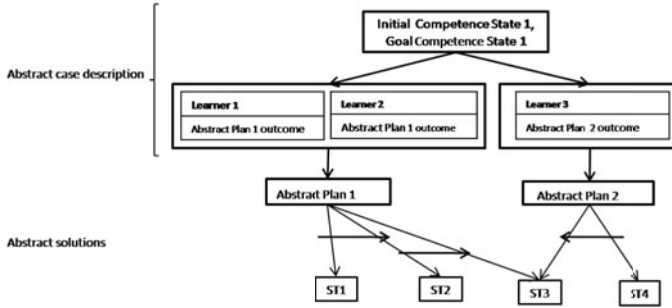 Initial Competence State 1,
Goal Competence State 1
Abstract case description
Learner 1
Learner 2
Learner 3
Abstract Plan 1 outcome
Abstract Plan 1 outcome
Abstract Plan 2 outcome
Abstract Plan 1
Abstract Plan 2
Abstract solutions
ST1
ST2
ST3
ST4